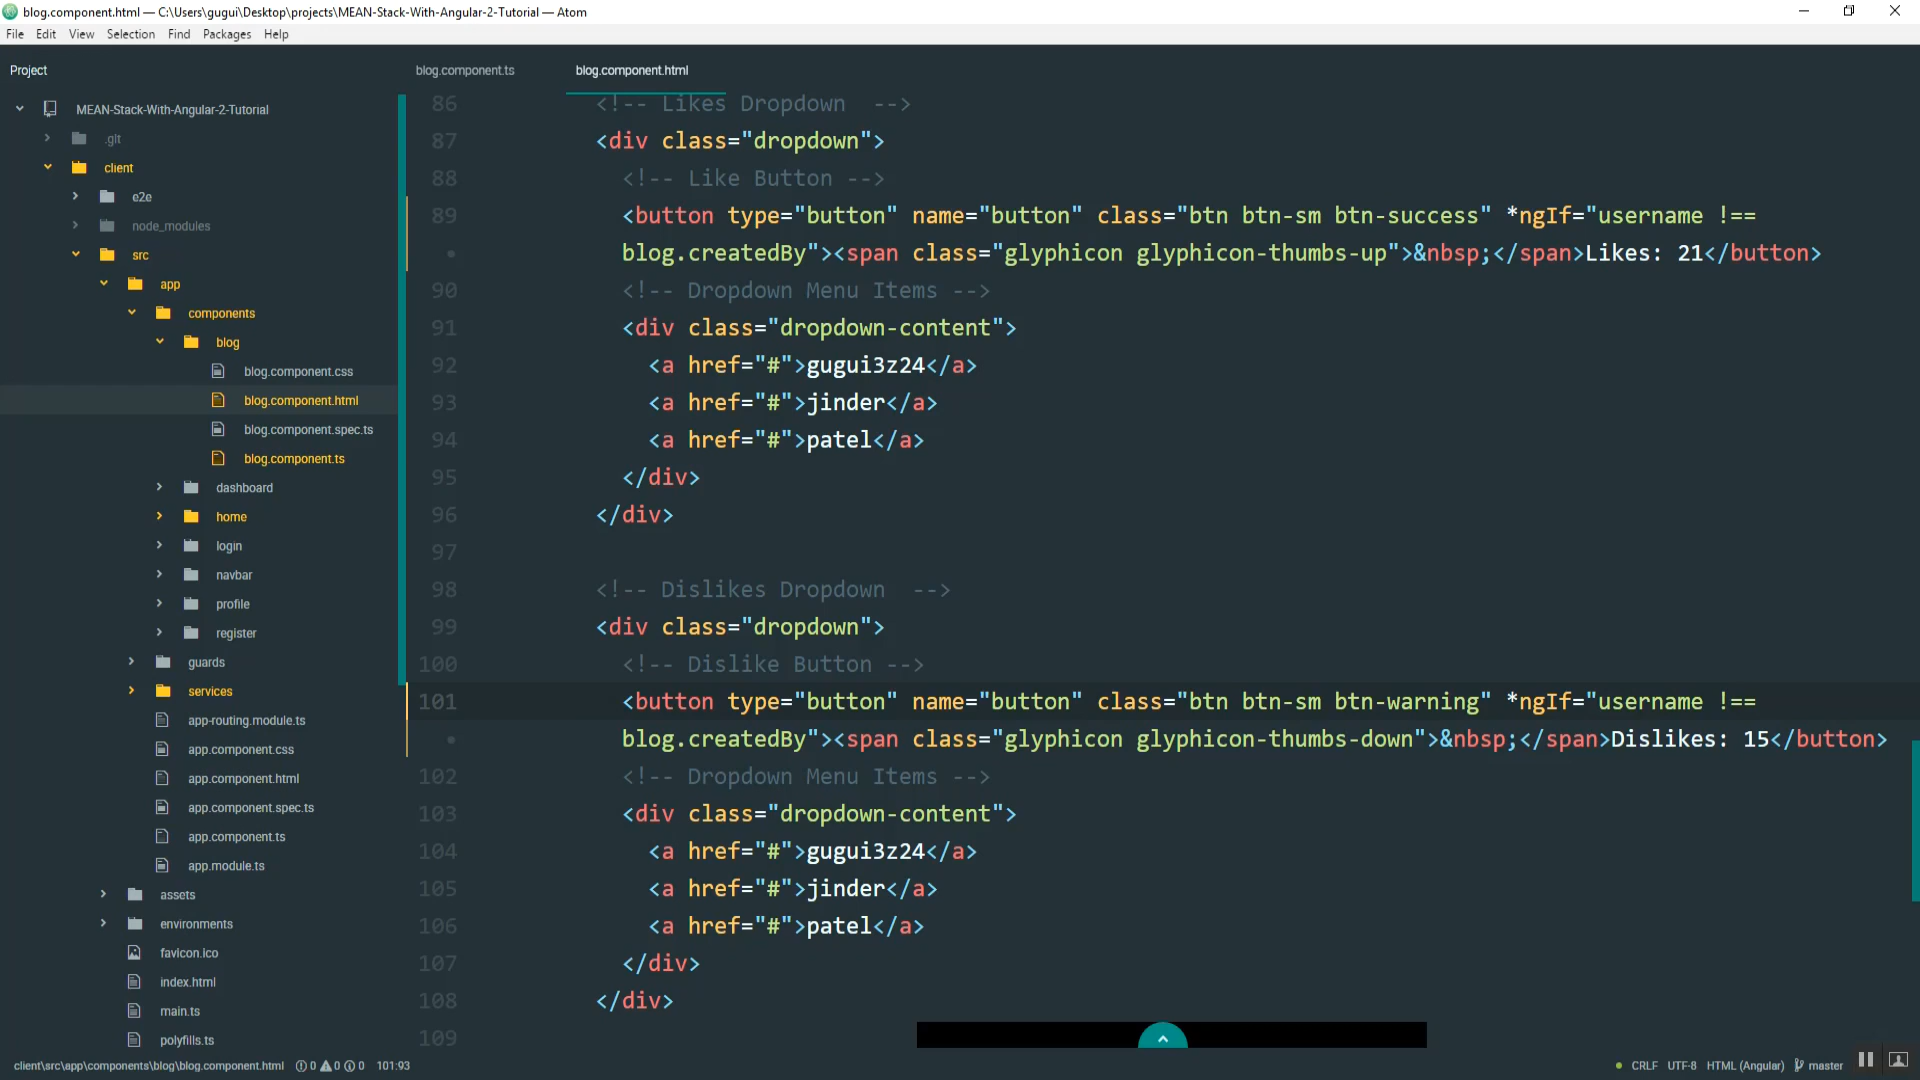 blog.component.html — C:\Users\gugui\Desktop\projects\MEAN-Stack-With-Angular-2-Tutorial — Atom
File Edit View Selection Find Packages Help
Project
MEAN-Stack-With-Angular-2-Tutorial
.git
client
e2e
node_modules
src
app
components
blog
blog.component.css
blog.component.html
blog.component.spec.ts
blog.component.ts
dashboard
home
login
navbar
profile
register
guards
services
app-routing.module.ts
app.component.css
app.component.html
app.component.spec.ts
app.component.ts
app.module.ts
assets
environments
favicon.ico
index.html
main.ts
polyfills.ts
blog.component.ts blog.component.html
86 <!-- Likes Dropdown  -->
87 <div class="dropdown">
88 <!-- Like Button -->
89 <button type="button" name="button" class="btn btn-sm btn-success" *ngIf="username !==
blog.createdBy"><span class="glyphicon glyphicon-thumbs-up">&nbsp;</span>Likes: 21</button>
90 <!-- Dropdown Menu Items -->
91 <div class="dropdown-content">
92 <a href="#">gugui3z24</a>
93 <a href="#">jinder</a>
94 <a href="#">patel</a>
95 </div>
96 </div>
97
98 <!-- Dislikes Dropdown  -->
99 <div class="dropdown">
100 <!-- Dislike Button -->
101 <button type="button" name="button" class="btn btn-sm btn-warning" *ngIf="username !==
blog.createdBy"><span class="glyphicon glyphicon-thumbs-down">&nbsp;</span>Dislikes: 15</button>
102 <!-- Dropdown Menu Items -->
103 <div class="dropdown-content">
104 <a href="#">gugui3z24</a>
105 <a href="#">jinder</a>
106 <a href="#">patel</a>
107 </div>
108 </div>
109
client\src\app\components\blog\blog.component.html 0 0 0 101:93 CRLF UTF-8 HTML (Angular) master